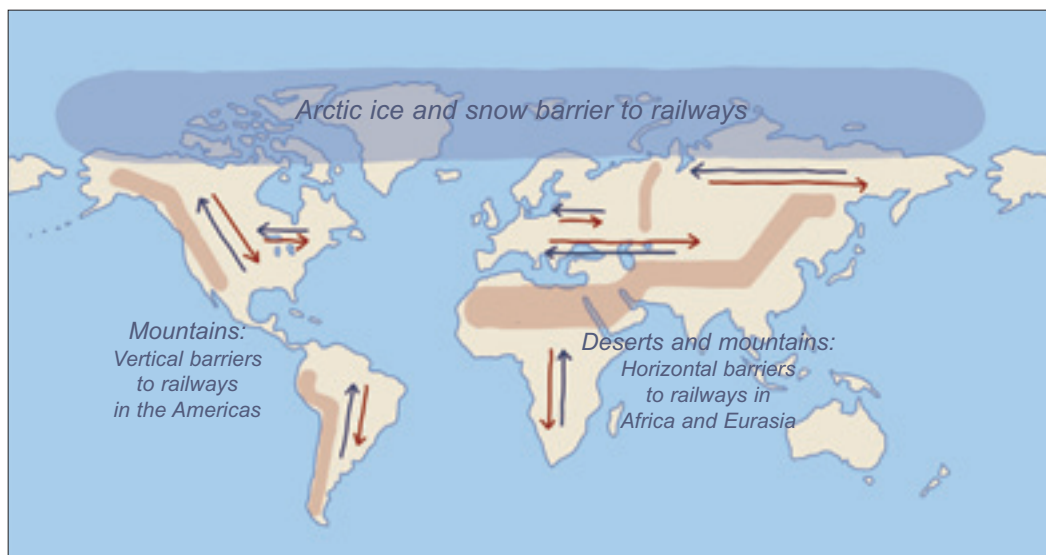 Arctic ice and snow barrier to railways
Mountains:
Vertical barriers
to railways
in the Americas
Deserts and mountains:
Horizontal barriers
to railways in
Africa and Eurasia